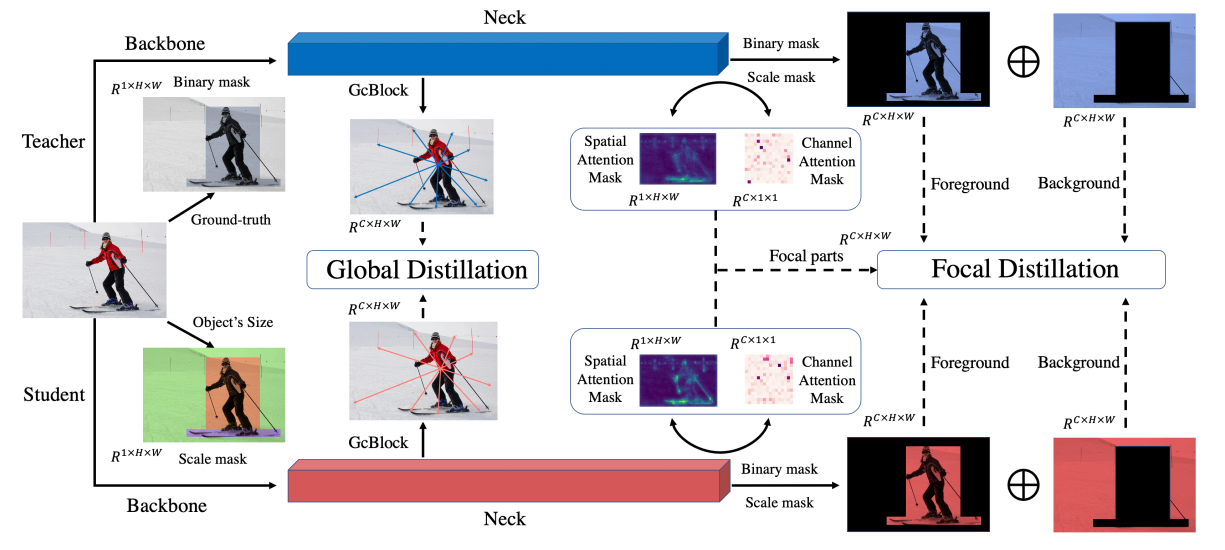 Neck
Backbone
R^{1×H×W} Binary mask
Teacher
Ground-truth
GcBlock
Binary mask
Scale mask
Spatial
Attention
Mask
Channel
Attention
Mask
R^{1×H×W}
R^{C×1×1}
R^{C×H×W}
R^{C×H×W}
R^{C×H×W}
Foreground
Background
R^{C×H×W}
Focal parts
Global Distillation
Focal Distillation
R^{C×H×W}
Object's Size
Student
R^{1×H×W}
Scale mask
Backbone
GcBlock
R^{1×H×W}
R^{C×1×1}
Spatial
Attention
Mask
Channel
Attention
Mask
Foreground
Background
R^{C×H×W}
R^{C×H×W}
Binary mask
Scale mask
Neck